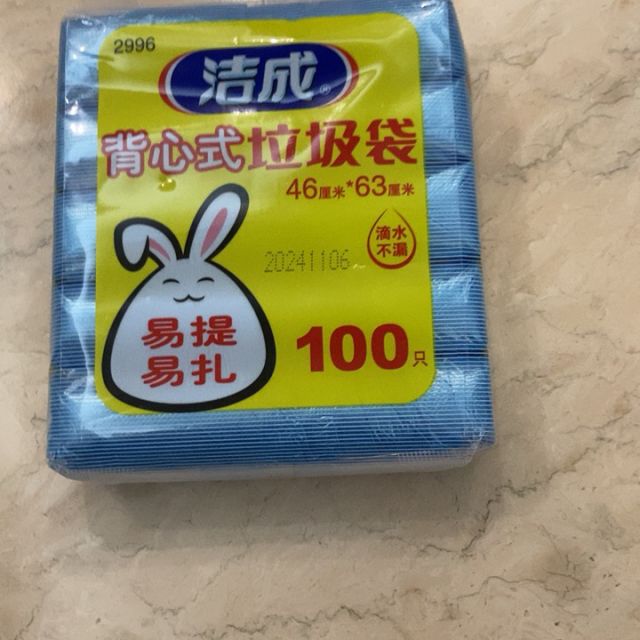 2996
洁成®
背心式垃圾袋
46厘米*63厘米
滴水
不漏
20241106
易提
易扎
100只